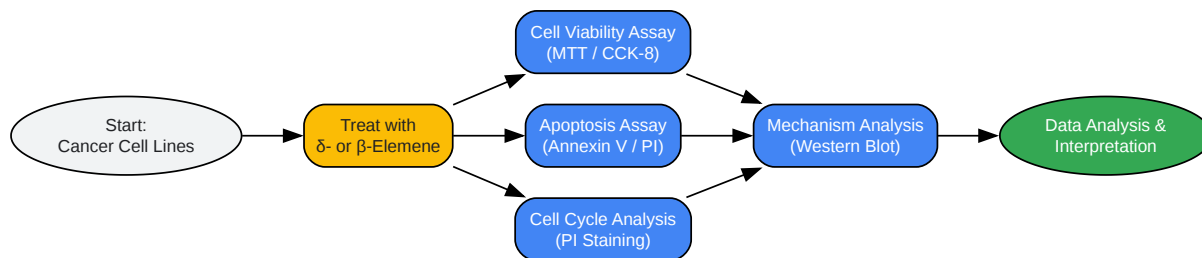 Start:
Cancer Cell Lines
Treat with
δ- or β-Elemene
Cell Viability Assay
(MTT / CCK-8)
Apoptosis Assay
(Annexin V / PI)
Cell Cycle Analysis
(PI Staining)
Mechanism Analysis
(Western Blot)
Data Analysis &
Interpretation